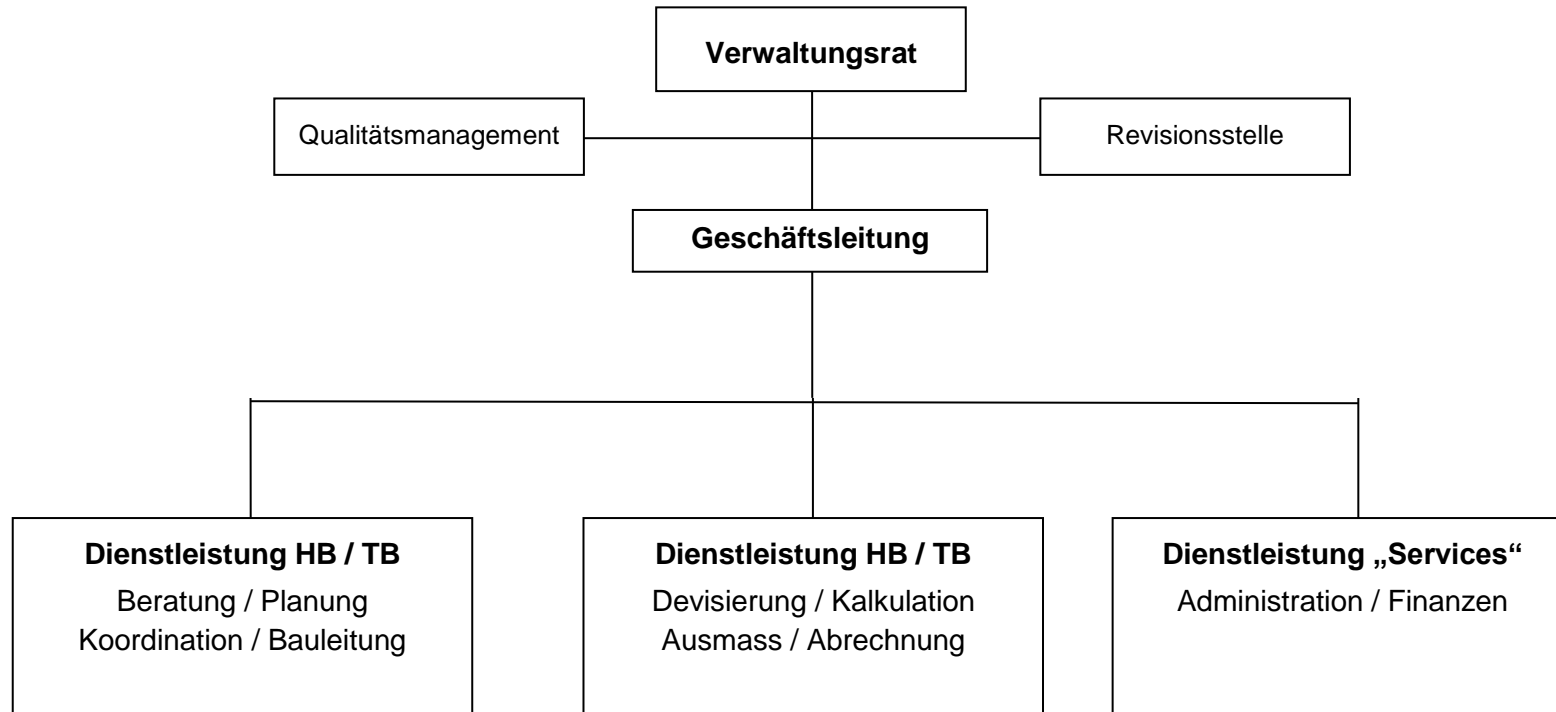 Verwaltungsrat
Qualitätsmanagement
Revisionsstelle
Geschäftsleitung
Dienstleistung HB / TB
Beratung / Planung
Koordination / Bauleitung
Dienstleistung HB / TB
Devisierung / Kalkulation
Ausmass / Abrechnung
Dienstleistung „Services“
Administration / Finanzen